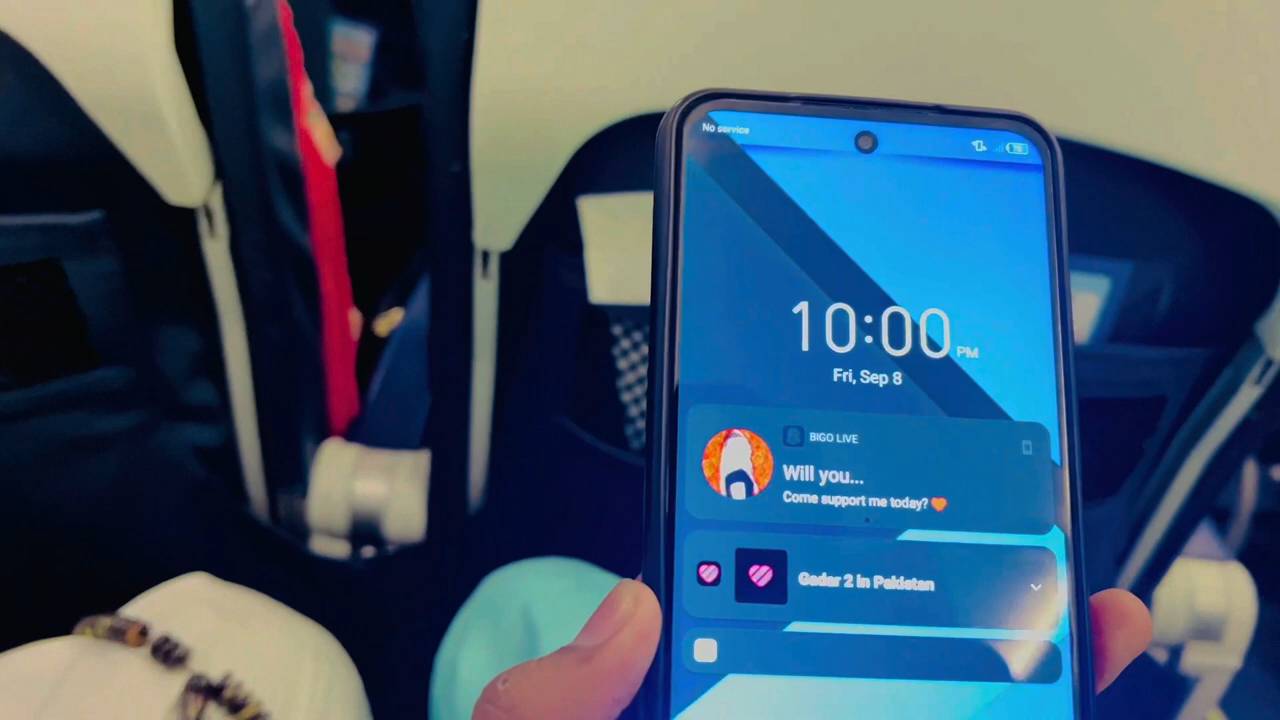 No service
10:00 PM
Fri, Sep 8
BIGO LIVE
Will you...
Come support me today?🧡
Gadar 2 in Pakistan